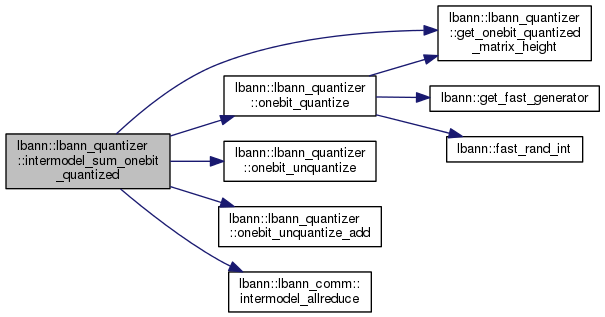 lbann::lbann_quantizer
::intermodel_sum_onebit
_quantized
lbann::lbann_quantizer
::get_onebit_quantized
_matrix_height
lbann::lbann_quantizer
::onebit_quantize
lbann::get_fast_generator
lbann::fast_rand_int
lbann::lbann_quantizer
::onebit_unquantize
lbann::lbann_quantizer
::onebit_unquantize_add
lbann::lbann_comm::
intermodel_allreduce